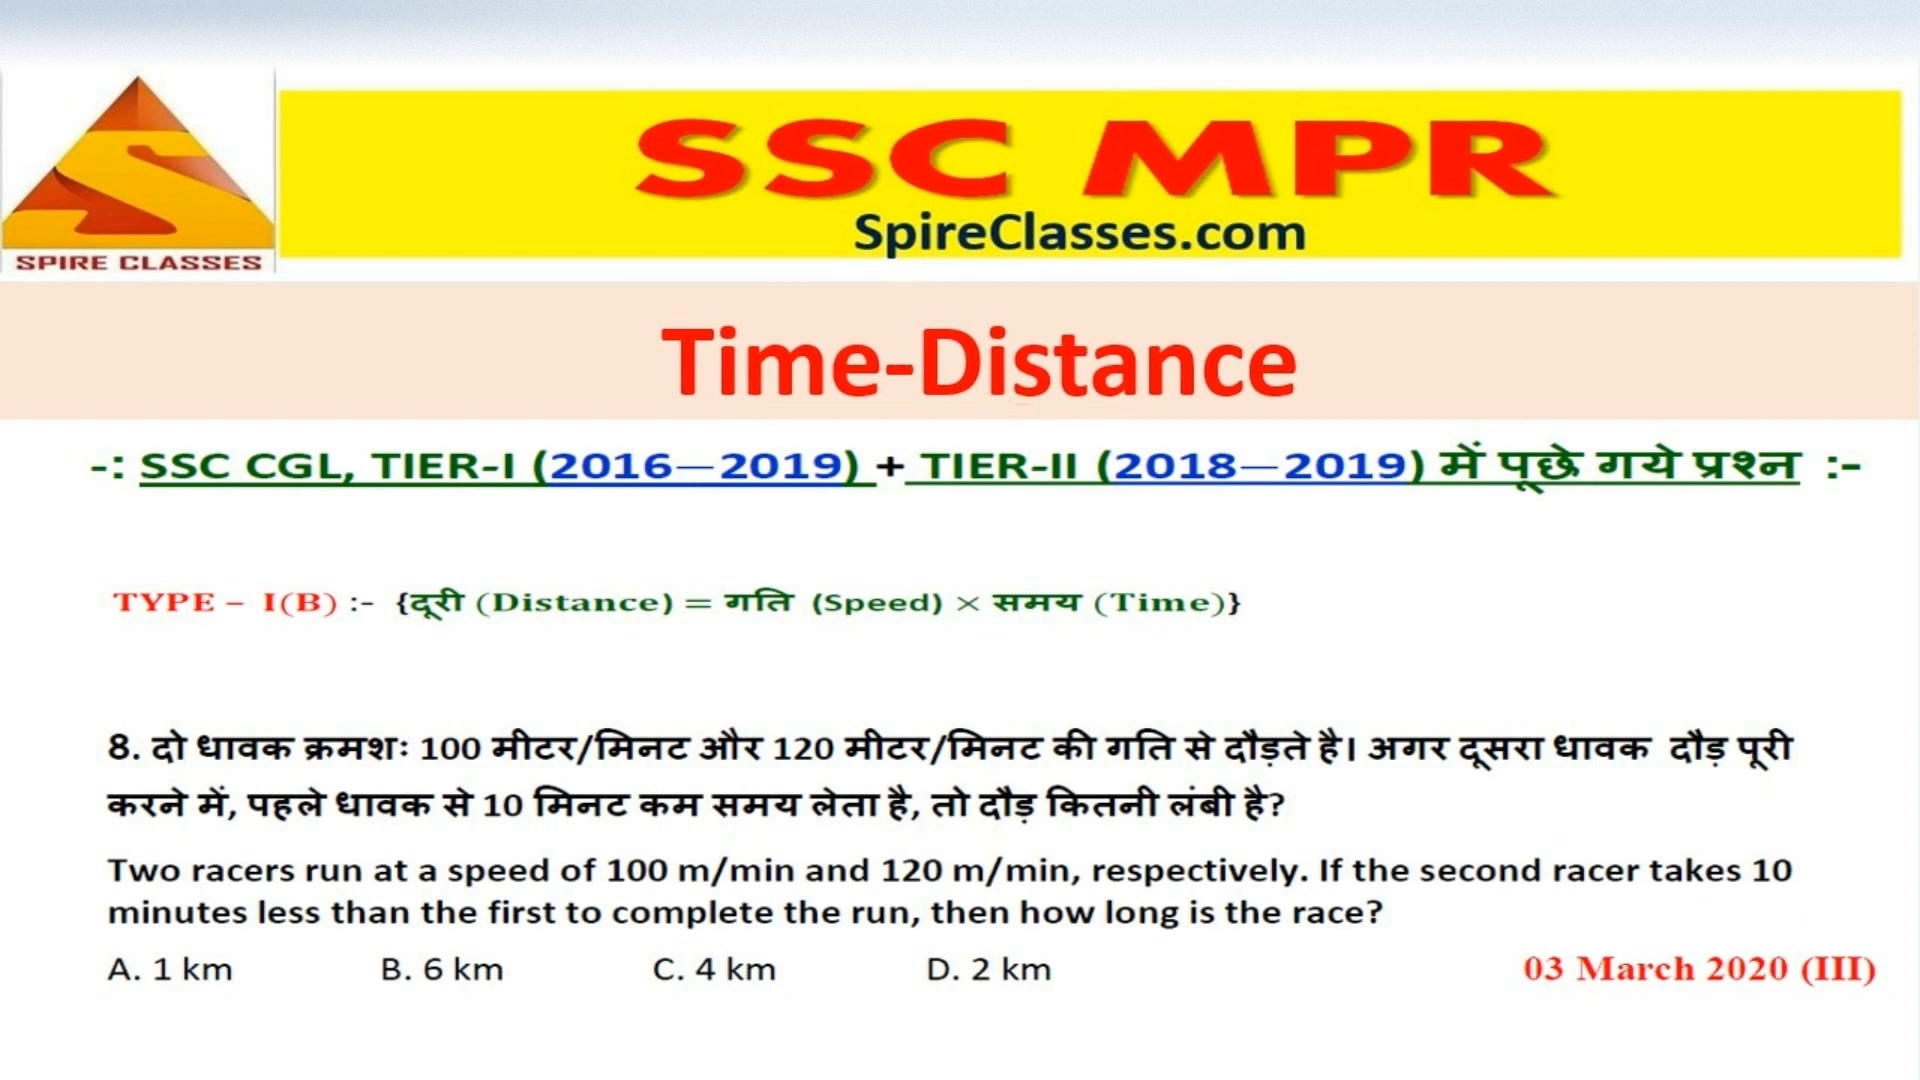 SSC MPR
SpireClasses.com
SPIRE CLASSES
Time-Distance
-: SSC CGL, TIER-I (2016—2019) + TIER-II (2018—2019) में पूछे गये प्रश्न :-
TYPE – I(B) :- {दूरी (Distance) = गति (Speed) × समय (Time)}
8. दो धावक क्रमशः 100 मीटर/मिनट और 120 मीटर/मिनट की गति से दौड़ते है। अगर दूसरा धावक दौड़ पूरी
करने में, पहले धावक से 10 मिनट कम समय लेता है, तो दौड़ कितनी लंबी है?
Two racers run at a speed of 100 m/min and 120 m/min, respectively. If the second racer takes 10
minutes less than the first to complete the run, then how long is the race?
A. 1 km B. 6 km C. 4 km D. 2 km 03 March 2020 (III)